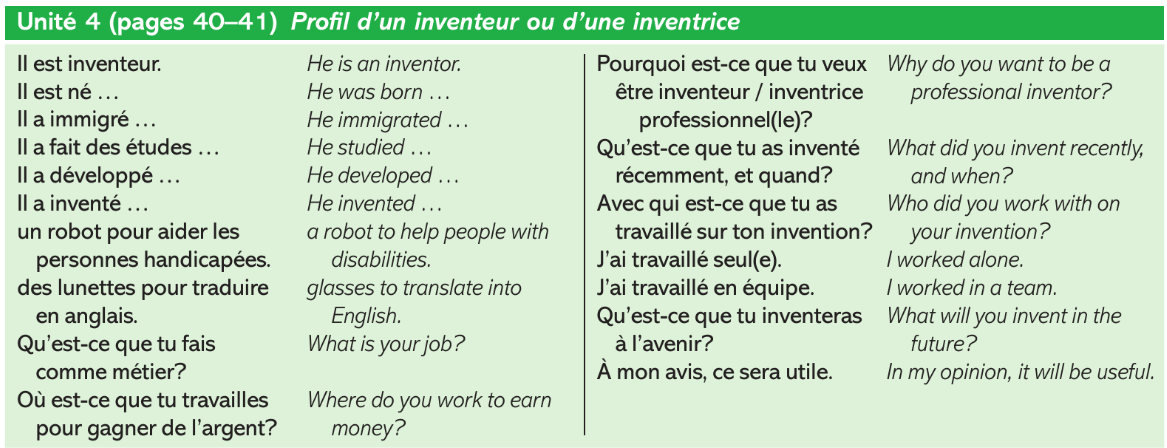 Unité 4 (pages 40–41) Profil d’un inventeur ou d’une inventrice
Il est inventeur. He is an inventor.
Il est né … He was born …
Il a immigré … He immigrated …
Il a fait des études … He studied …
Il a développé … He developed …
Il a inventé … He invented …
un robot pour aider les a robot to help people with
personnes handicapées. disabilities.
des lunettes pour traduire glasses to translate into
en anglais. English.
Qu’est-ce que tu fais What is your job?
comme métier?
Où est-ce que tu travailles Where do you work to earn
pour gagner de l’argent? money?
Pourquoi est-ce que tu veux Why do you want to be a
être inventeur / inventrice professional inventor?
professionnel(le)?
Qu’est-ce que tu as inventé What did you invent recently,
récemment, et quand? and when?
Avec qui est-ce que tu as Who did you work with on
travaillé sur ton invention? your invention?
J’ai travaillé seul(e). I worked alone.
J’ai travaillé en équipe. I worked in a team.
Qu’est-ce que tu inventeras What will you invent in the
à l’avenir? future?
À mon avis, ce sera utile. In my opinion, it will be useful.